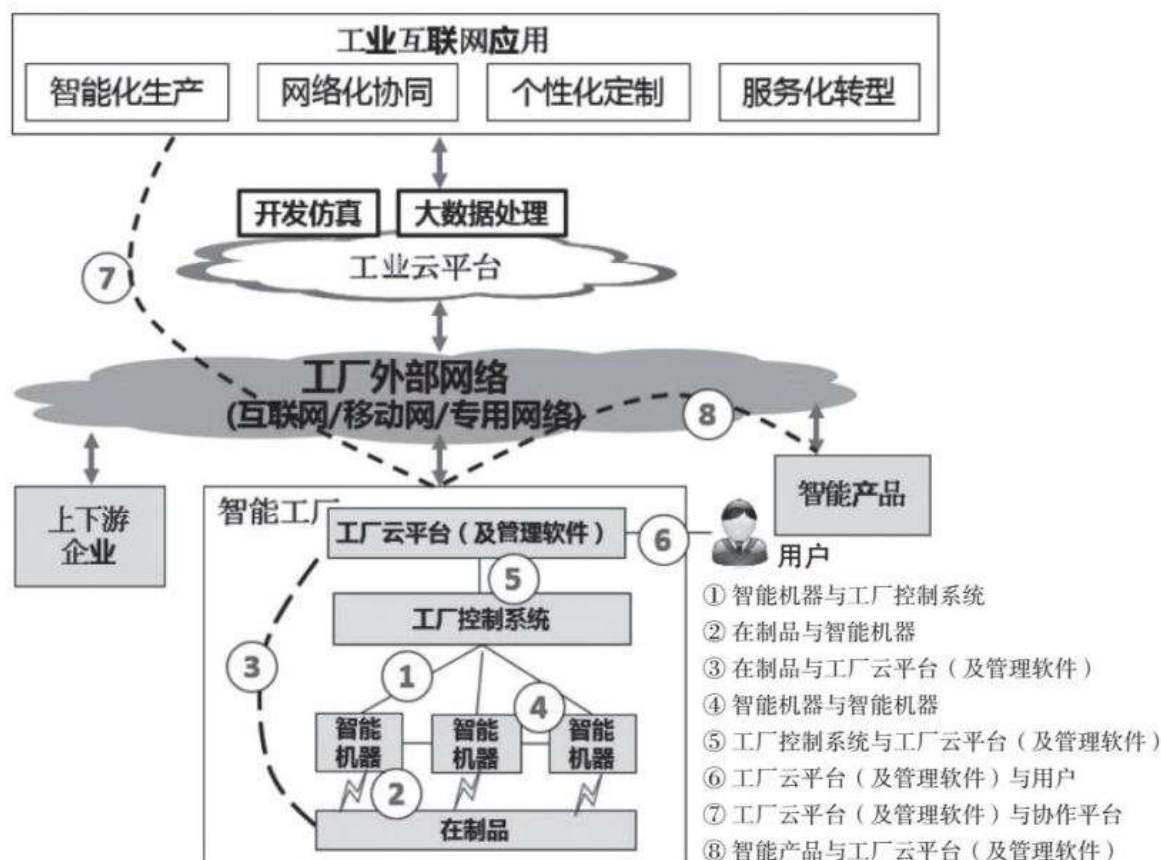 工业互联网应用
智能化生产
网络化协同
个性化定制
服务化转型
开发仿真
大数据处理
工业云平台
⑦
工厂外部网络
(互联网/移动网/专用网络)
⑧
上下游
企业
智能产品
智能工厂
工厂云平台（及管理软件）
⑥
用户
⑤
工厂控制系统
③
①
④
智能
机器
智能
机器
智能
机器
②
在制品
① 智能机器与工厂控制系统
② 在制品与智能机器
③ 在制品与工厂云平台（及管理软件）
④ 智能机器与智能机器
⑤ 工厂控制系统与工厂云平台（及管理软件）
⑥ 工厂云平台（及管理软件）与用户
⑦ 工厂云平台（及管理软件）与协作平台
⑧ 智能产品与工厂云平台（及管理软件）